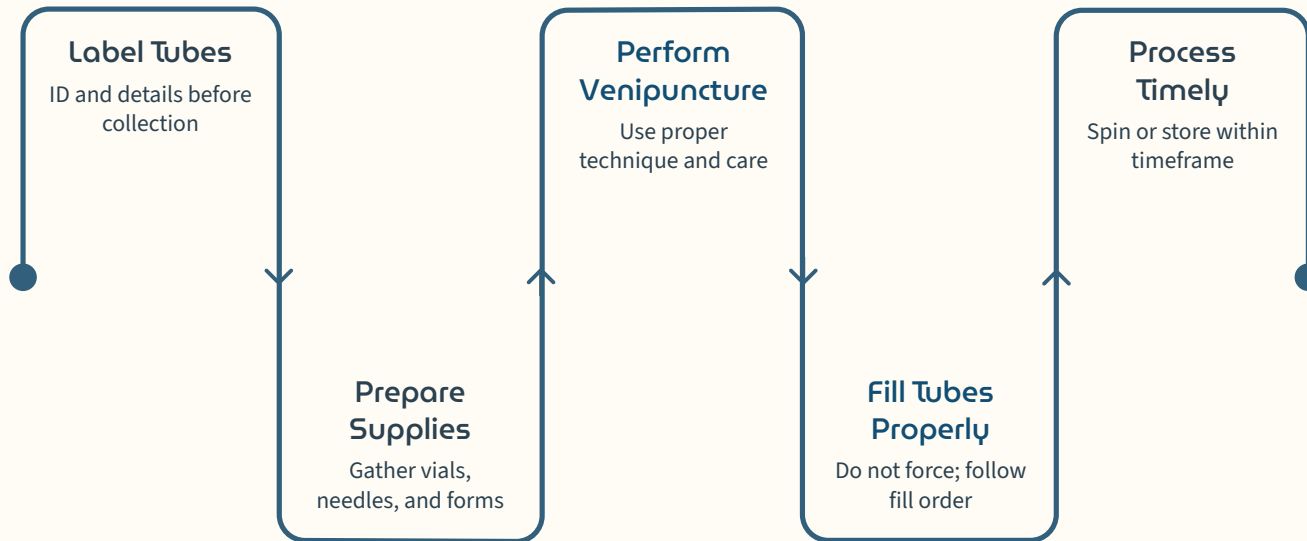 Label Tubes
ID and details before
collection
Prepare
Supplies
Gather vials,
needles, and forms
Perform
Venipuncture
Use proper
technique and care
Fill Tubes
Properly
Do not force; follow
fill order
Process
Timely
Spin or store within
timeframe